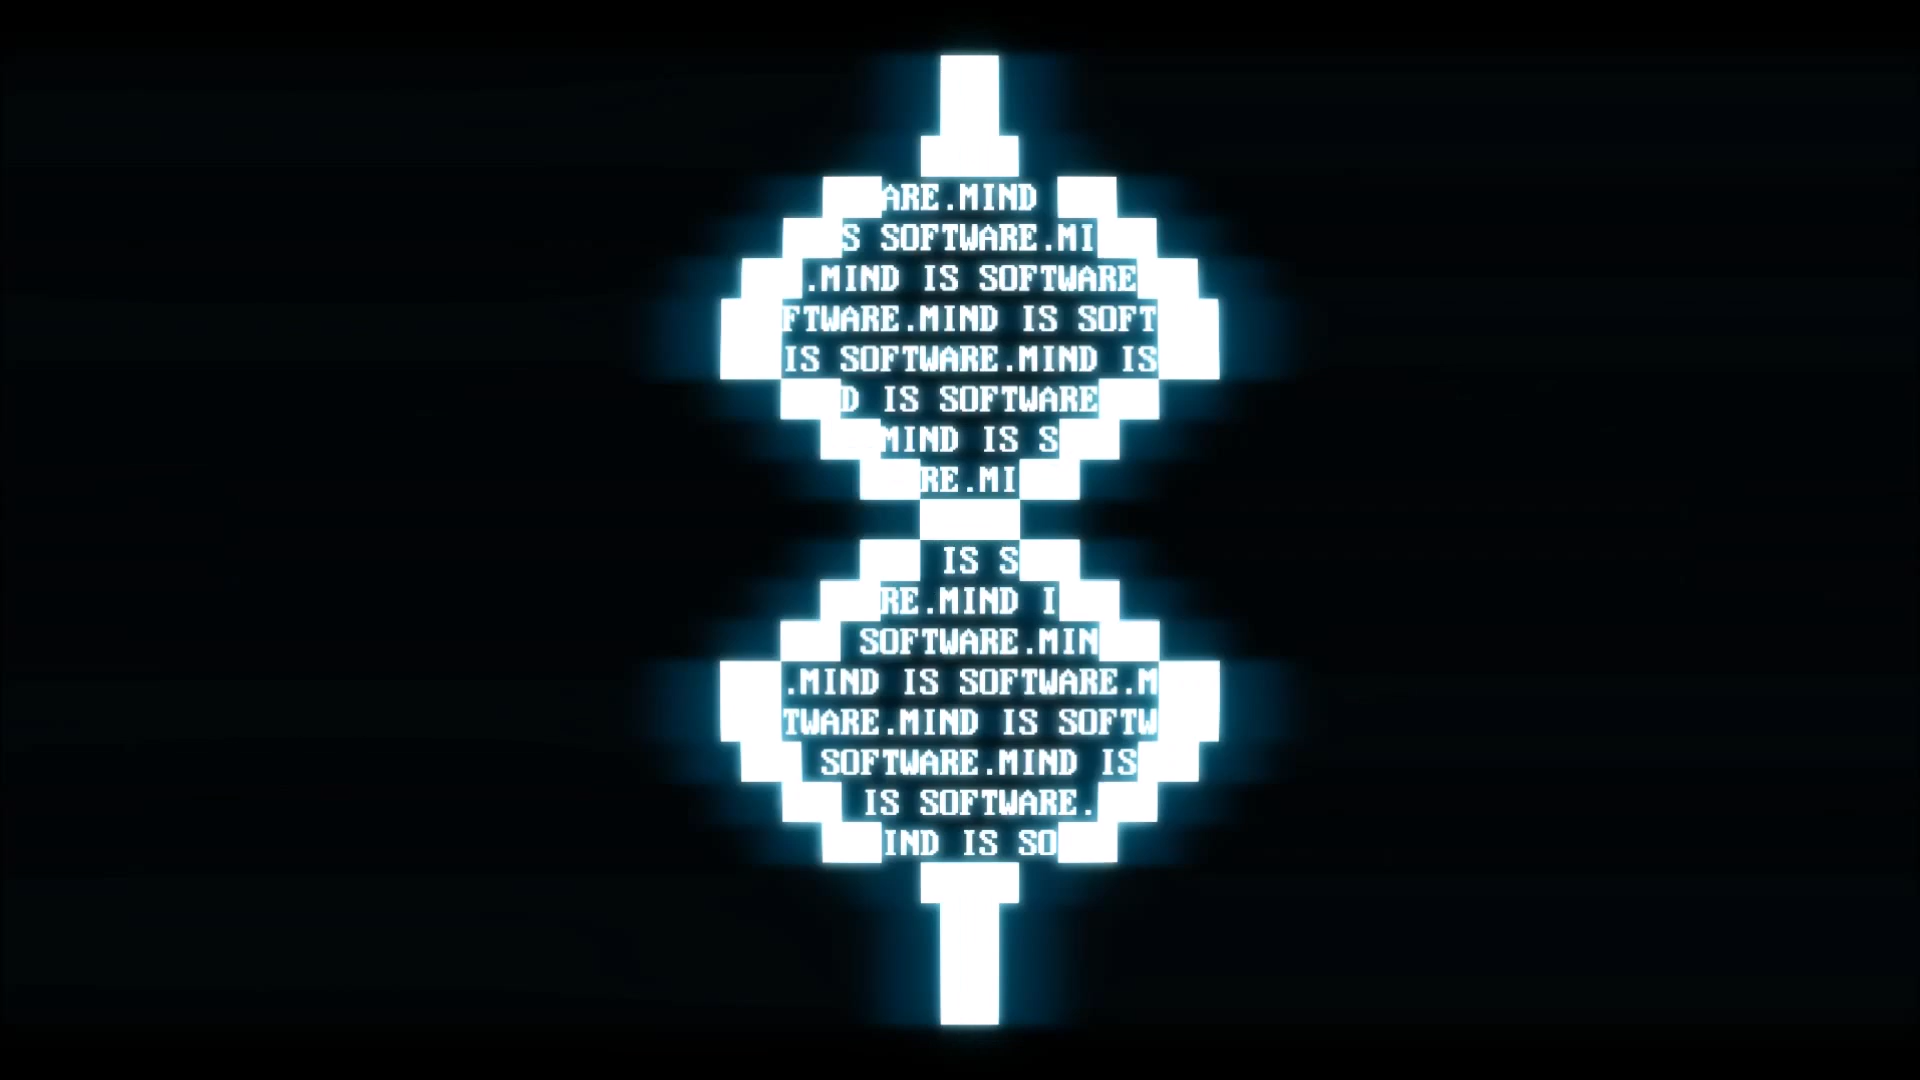 ARE.MIND
S SOFTWARE.MI
.MIND IS SOFTWARE
FTWARE.MIND IS SOFT
IS SOFTWARE.MIND IS
D IS SOFTWARE
MIND IS S
RE.MI
IS S
RE.MIND I
SOFTWARE.MIN
.MIND IS SOFTWARE.M
TWARE.MIND IS SOFTW
SOFTWARE.MIND IS
IS SOFTWARE.
IND IS SO